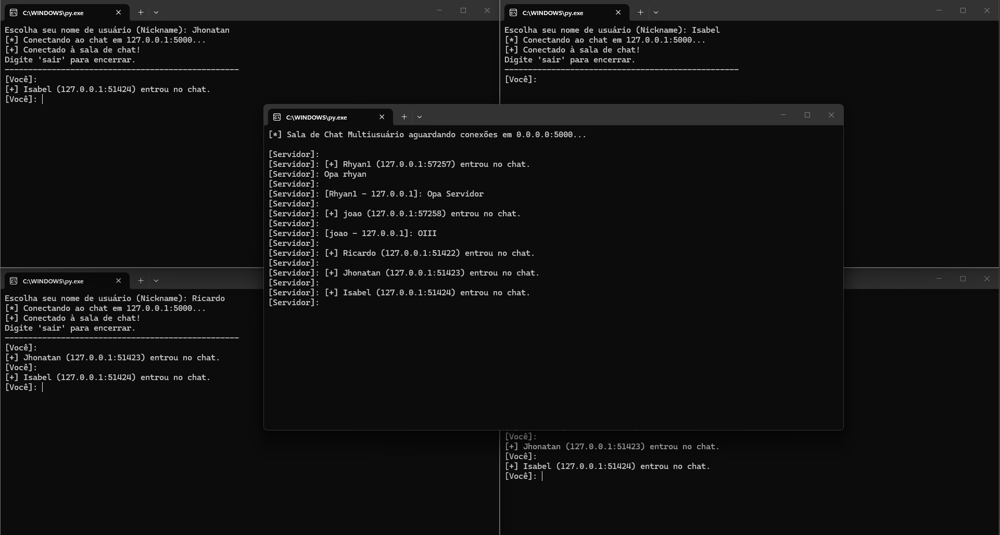 C:\WINDOWS\py.exe
Escolha seu nome de usuário (Nickname): Jhonatan
[*] Conectando ao chat em 127.0.0.1:5000...
[+] Conectado à sala de chat!
Digite 'sair' para encerrar.
--------------------------------------------------
[Você]:
[+] Isabel (127.0.0.1:51424) entrou no chat.
[Você]:
C:\WINDOWS\py.exe
Escolha seu nome de usuário (Nickname): Isabel
[*] Conectando ao chat em 127.0.0.1:5000...
[+] Conectado à sala de chat!
Digite 'sair' para encerrar.
--------------------------------------------------
[Você]:
C:\WINDOWS\py.exe
[*] Sala de Chat Multiusuário aguardando conexões em 0.0.0.0:5000...
[Servidor]:
[Servidor]: [+] Rhyan1 (127.0.0.1:57257) entrou no chat.
[Servidor]: Opa rhyan
[Servidor]:
[Servidor]: [Rhyan1 - 127.0.0.1]: Opa Servidor
[Servidor]:
[Servidor]: [+] joao (127.0.0.1:57258) entrou no chat.
[Servidor]:
[Servidor]: [joao - 127.0.0.1]: OIII
[Servidor]:
[Servidor]: [+] Ricardo (127.0.0.1:51422) entrou no chat.
[Servidor]:
[Servidor]: [+] Jhonatan (127.0.0.1:51423) entrou no chat.
[Servidor]:
[Servidor]: [+] Isabel (127.0.0.1:51424) entrou no chat.
[Servidor]:
C:\WINDOWS\py.exe
Escolha seu nome de usuário (Nickname): Ricardo
[*] Conectando ao chat em 127.0.0.1:5000...
[+] Conectado à sala de chat!
Digite 'sair' para encerrar.
--------------------------------------------------
[Você]:
[+] Jhonatan (127.0.0.1:51423) entrou no chat.
[Você]:
[+] Isabel (127.0.0.1:51424) entrou no chat.
[Você]:
[Você]:
[+] Jhonatan (127.0.0.1:51423) entrou no chat.
[Você]:
[+] Isabel (127.0.0.1:51424) entrou no chat.
[Você]: